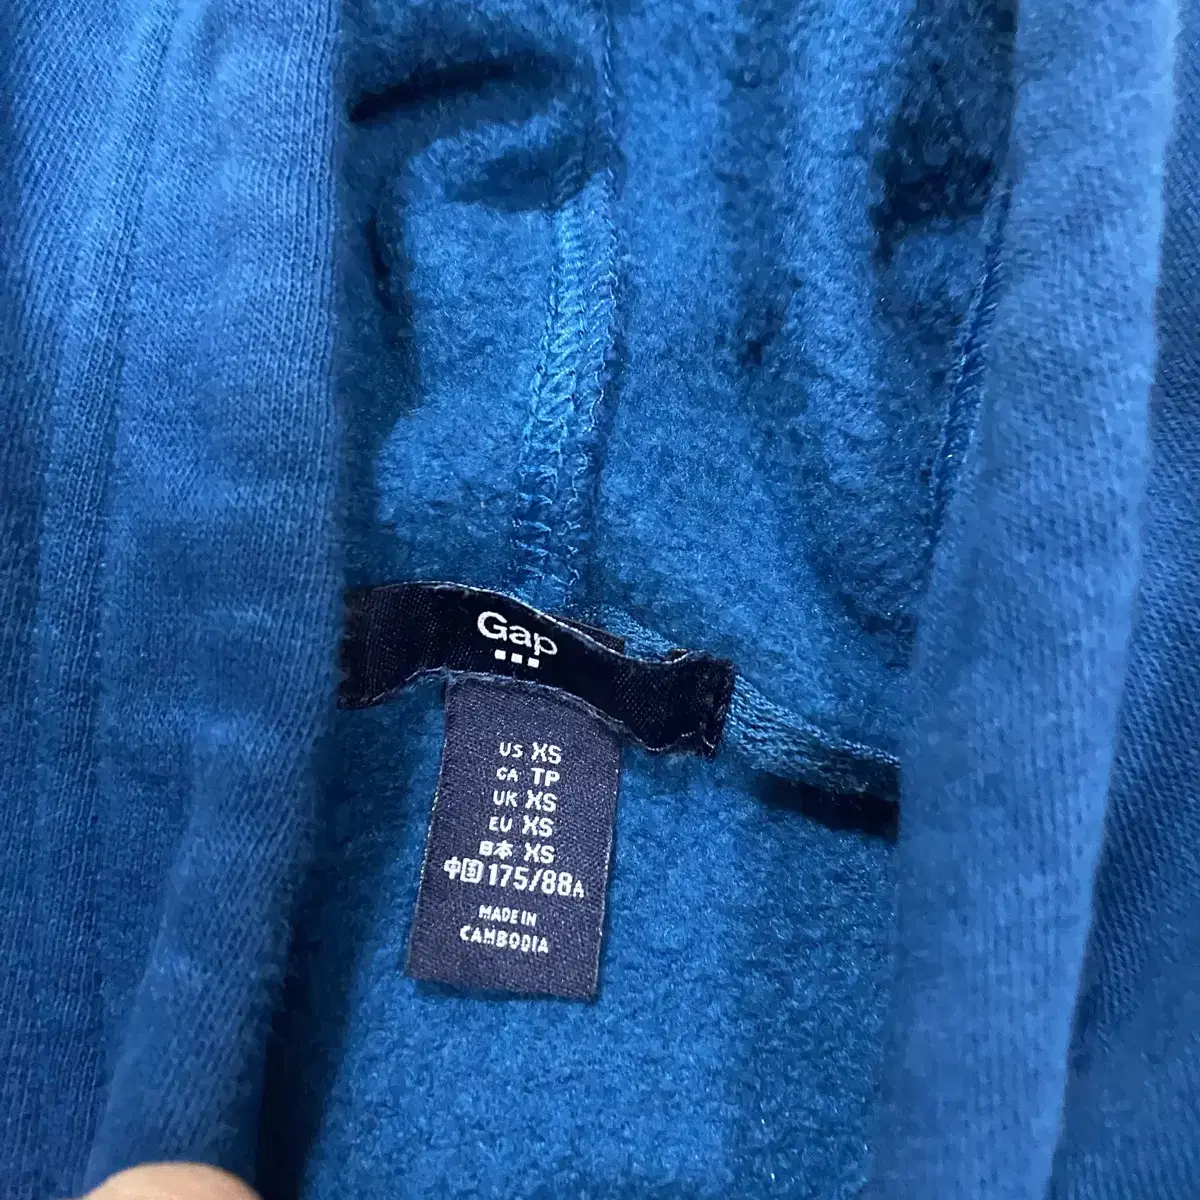 Gap
US XS
CA TP
UK XS
EU XS
日本 XS
中国 175/88A
MADE IN
CAMBODIA